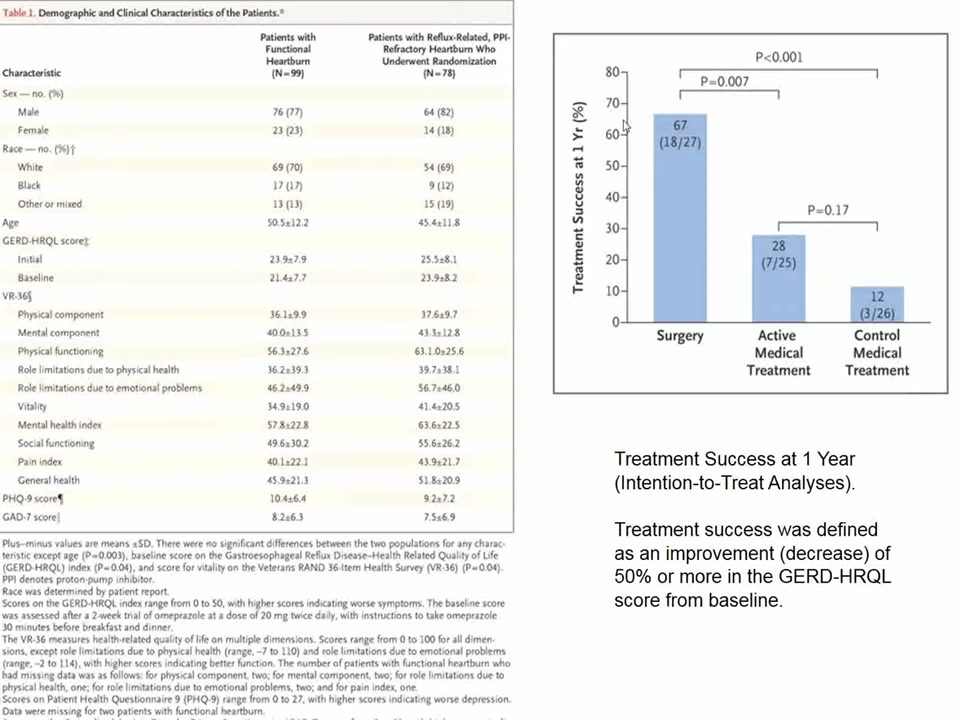 Table 1. Demographic and Clinical Characteristics of the Patients.*
Characteristic Patients with Functional Heartburn (N=99) Patients with Reflux-Related, PPI-Refractory Heartburn Who Underwent Randomization (N=78)
Sex — no. (%)
Male 76 (77) 64 (82)
Female 23 (23) 14 (18)
Race — no. (%)†
White 69 (70) 54 (69)
Black 17 (17) 9 (12)
Other or mixed 13 (13) 15 (19)
Age 50.5±12.2 45.4±11.8
GERD-HRQL score‡
Initial 23.9±7.9 25.5±8.1
Baseline 21.4±7.7 23.9±8.2
VR-36§
Physical component 36.1±9.9 37.6±9.7
Mental component 40.0±13.5 43.3±12.8
Physical functioning 56.3±27.6 63.1.0±25.6
Role limitations due to physical health 36.2±39.3 39.7±38.1
Role limitations due to emotional problems 46.2±49.9 56.7±46.0
Vitality 34.9±19.0 41.4±20.5
Mental health index 57.8±22.8 63.6±22.5
Social functioning 49.6±30.2 55.6±26.2
Pain index 40.1±22.1 43.9±21.7
General health 45.9±21.3 51.8±20.9
PHQ-9 score¶ 10.4±6.4 9.2±7.2
GAD-7 score‖ 8.2±6.3 7.5±6.9
Plus–minus values are means ±SD. There were no significant differences between the two populations for any charac-
teristic except age (P=0.003), baseline score on the Gastroesophageal Reflux Disease–Health Related Quality of Life
(GERD-HRQL) index (P=0.04), and score for vitality on the Veterans RAND 36-Item Health Survey (VR-36) (P=0.04).
PPI denotes proton-pump inhibitor.
Race was determined by patient report.
Scores on the GERD-HRQL index range from 0 to 50, with higher scores indicating worse symptoms. The baseline score
was assessed after a 2-week trial of omeprazole at a dose of 20 mg twice daily, with instructions to take omeprazole
30 minutes before breakfast and dinner.
The VR-36 measures health-related quality of life on multiple dimensions. Scores range from 0 to 100 for all dimen-
sions, except role limitations due to physical health (range, −7 to 110) and role limitations due to emotional problems
(range, −2 to 114), with higher scores indicating better function. The number of patients with functional heartburn who
had missing data was as follows: for physical component, two; for mental component, two; for role limitations due to
physical health, one; for role limitations due to emotional problems, two; and for pain index, one.
Scores on Patient Health Questionnaire 9 (PHQ-9) range from 0 to 27, with higher scores indicating worse depression.
Data were missing for two patients with functional heartburn.
Treatment Success at 1 Yr (%)
80
70
60
50
40
30
20
10
0
P<0.001
P=0.007
P=0.17
67
(18/27)
28
(7/25)
12
(3/26)
Surgery
Active
Medical
Treatment
Control
Medical
Treatment
Treatment Success at 1 Year
(Intention-to-Treat Analyses).
Treatment success was defined
as an improvement (decrease) of
50% or more in the GERD-HRQL
score from baseline.